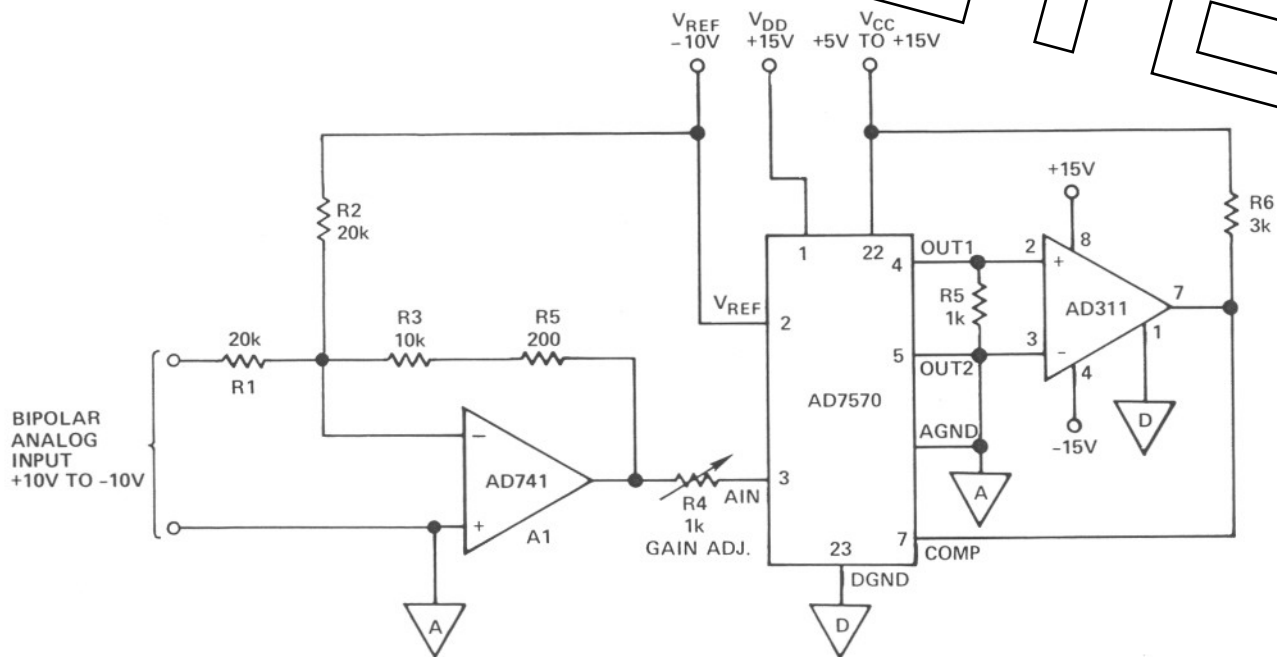 VREF
-10V
VDD
+15V
VCC
+5V TO +15V
R2
20k
+15V
R6
3k
1
22
4
OUT1
2
+
8
R5
1k
AD311
7
VREF
2
R3
10k
R5
200
20k
R1
5
OUT2
3
−
4
1
-15V
D
BIPOLAR
ANALOG
INPUT
+10V TO -10V
AD7570
AGND
A
−
AD741
+
A1
R4
1k
GAIN ADJ.
AIN
3
7
COMP
23
DGND
A
D